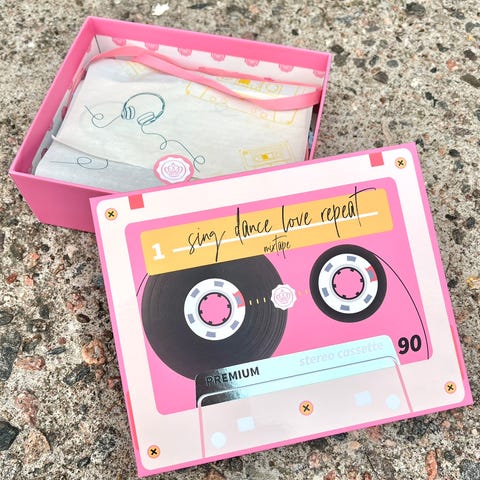 1 sing dance love repeat
mixtape
stereo cassette
PREMIUM
90